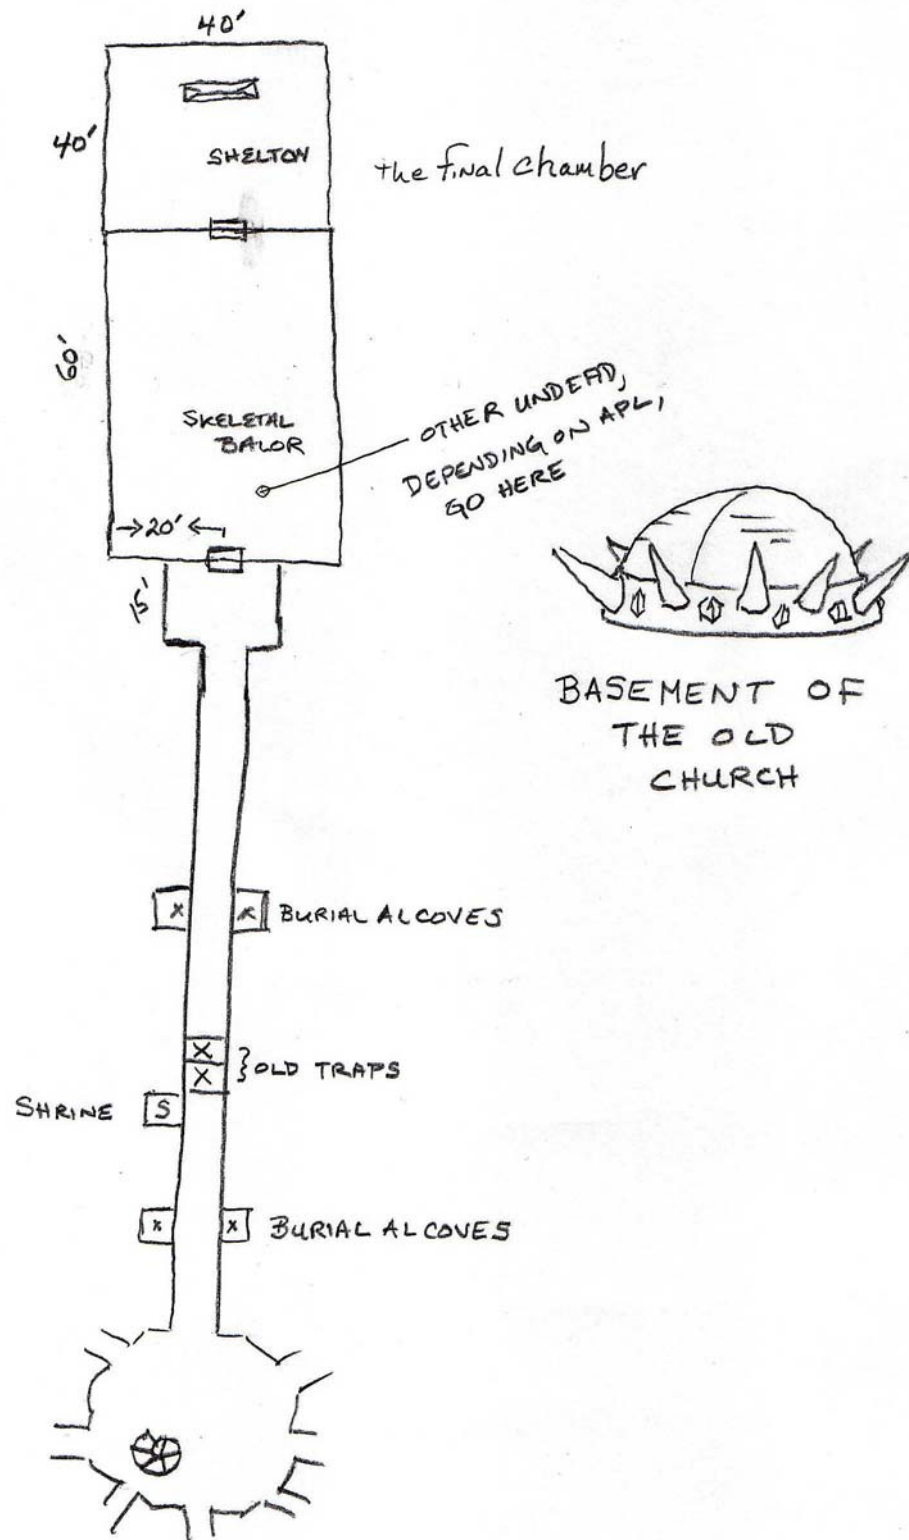 40'
40'
SHELTON
the final chamber
60'
SKELETAL
BALOR
OTHER UNDEAD,
DEPENDING ON APL,
GO HERE
20'
15'
BASEMENT OF
THE OLD
CHURCH
X X BURIAL ALCOVES
X
X
OLD TRAPS
SHRINE S
X X BURIAL ALCOVES